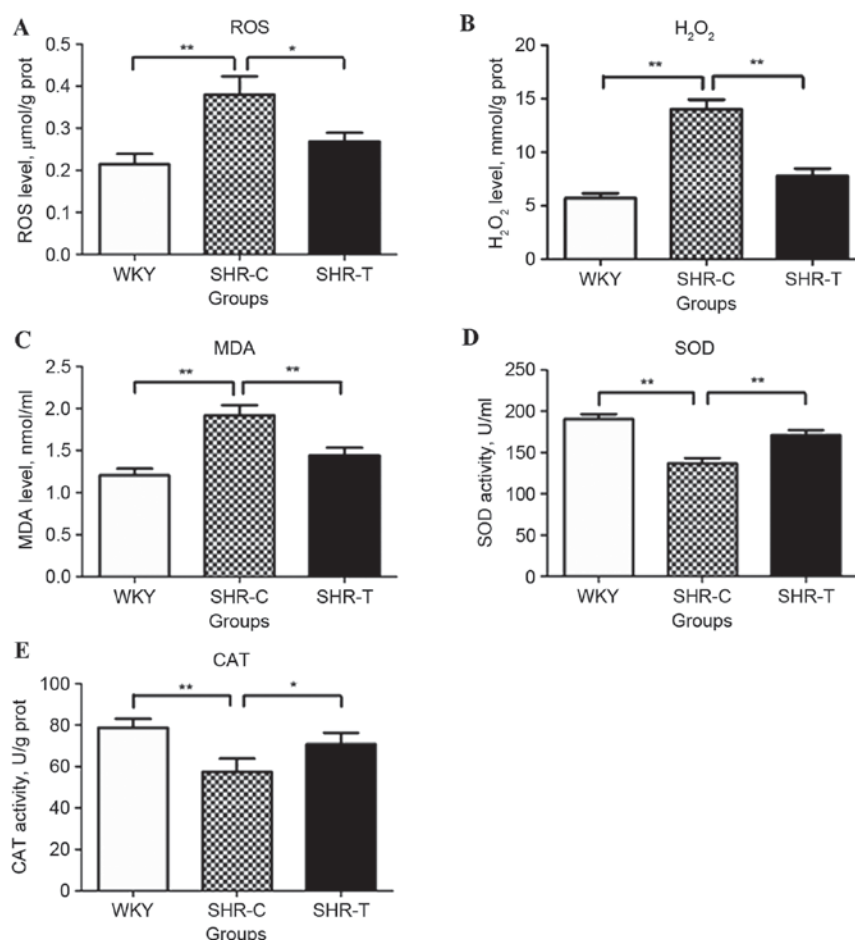 A
ROS
** *
ROS level, µmol/g prot
0.5
0.4
0.3
0.2
0.1
0.0
WKY SHR-C SHR-T
Groups
B
H₂O₂
** **
H₂O₂ level, mmol/g prot
20
15
10
5
0
WKY SHR-C SHR-T
Groups
C
MDA
** **
MDA level, nmol/ml
2.5
2.0
1.5
1.0
0.5
0.0
WKY SHR-C SHR-T
Groups
D
SOD
** **
SOD activity, U/ml
250
200
150
100
50
0
WKY SHR-C SHR-T
Groups
E
CAT
** *
CAT activity, U/g prot
80
60
40
20
0
WKY SHR-C SHR-T
Groups